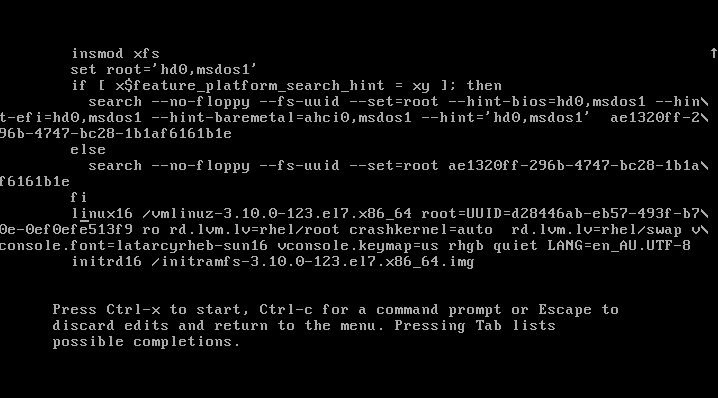 insmod xfs
set root='hd0,msdos1'
if [ x$feature_platform_search_hint = xy ]; then
search --no-floppy --fs-uuid --set=root --hint-bios=hd0,msdos1 --hin\
t-efi=hd0,msdos1 --hint-baremetal=ahci0,msdos1 --hint='hd0,msdos1'  ae1320ff-2\
96b-4747-bc28-1b1af6161b1e
else
search --no-floppy --fs-uuid --set=root ae1320ff-296b-4747-bc28-1b1a\
f6161b1e
fi
linux16 /vmlinuz-3.10.0-123.el7.x86_64 root=UUID=d28446ab-eb57-493f-b7\
0e-0ef0efe513f9 ro rd.lvm.lv=rhel/root crashkernel=auto  rd.lvm.lv=rhel/swap v\
console.font=latarcyrheb-sun16 vconsole.keymap=us rhgb quiet LANG=en_AU.UTF-8
initrd16 /initramfs-3.10.0-123.el7.x86_64.img
Press Ctrl-x to start, Ctrl-c for a command prompt or Escape to
discard edits and return to the menu. Pressing Tab lists
possible completions.